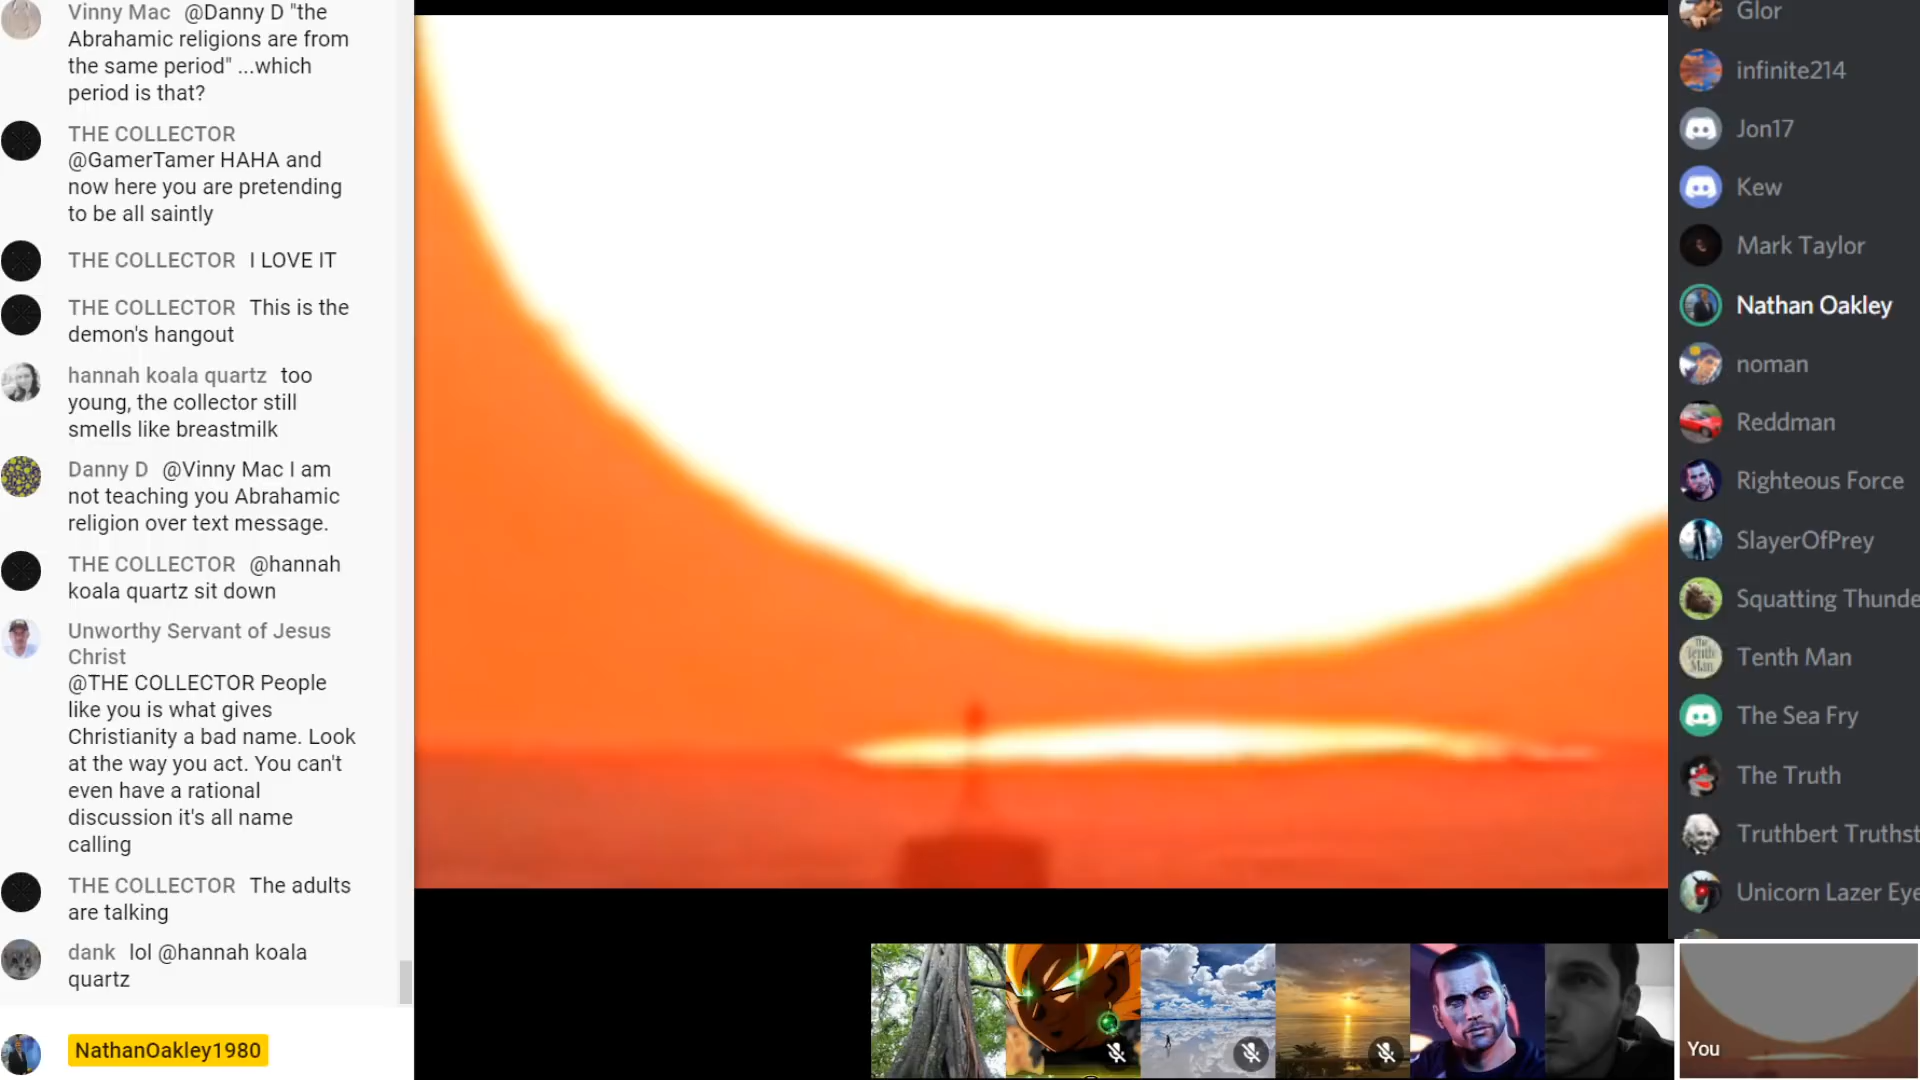 Vinny Mac @Danny D "the
Abrahamic religions are from
the same period" ...which
period is that?
THE COLLECTOR
@GamerTamer HAHA and
now here you are pretending
to be all saintly
THE COLLECTOR I LOVE IT
THE COLLECTOR This is the
demon's hangout
hannah koala quartz too
young, the collector still
smells like breastmilk
Danny D @Vinny Mac I am
not teaching you Abrahamic
religion over text message.
THE COLLECTOR @hannah
koala quartz sit down
Unworthy Servant of Jesus
Christ
@THE COLLECTOR People
like you is what gives
Christianity a bad name. Look
at the way you act. You can't
even have a rational
discussion it's all name
calling
THE COLLECTOR The adults
are talking
dank lol @hannah koala
quartz
NathanOakley1980
Glor
infinite214
Jon17
Kew
Mark Taylor
Nathan Oakley
noman
Reddman
Righteous Force
SlayerOfPrey
Squatting Thunde
The Tenth Man
Tenth Man
The Sea Fry
The Truth
Truthbert Truthst
Unicorn Lazer Eye
You